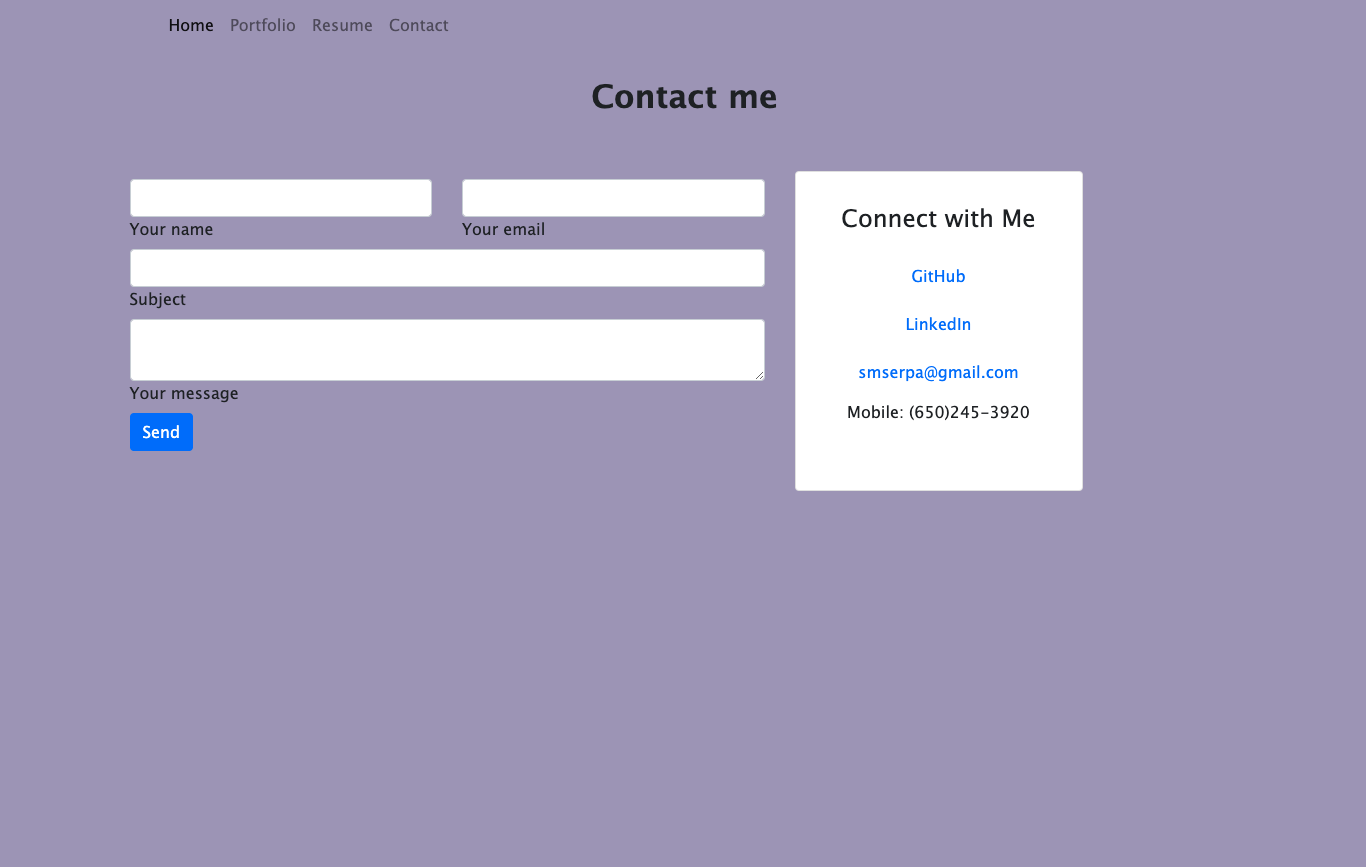 Home Portfolio Resume Contact
Contact me
Your name Your email
Subject
Your message
Send
Connect with Me
GitHub
LinkedIn
smserpa@gmail.com
Mobile: (650)245-3920